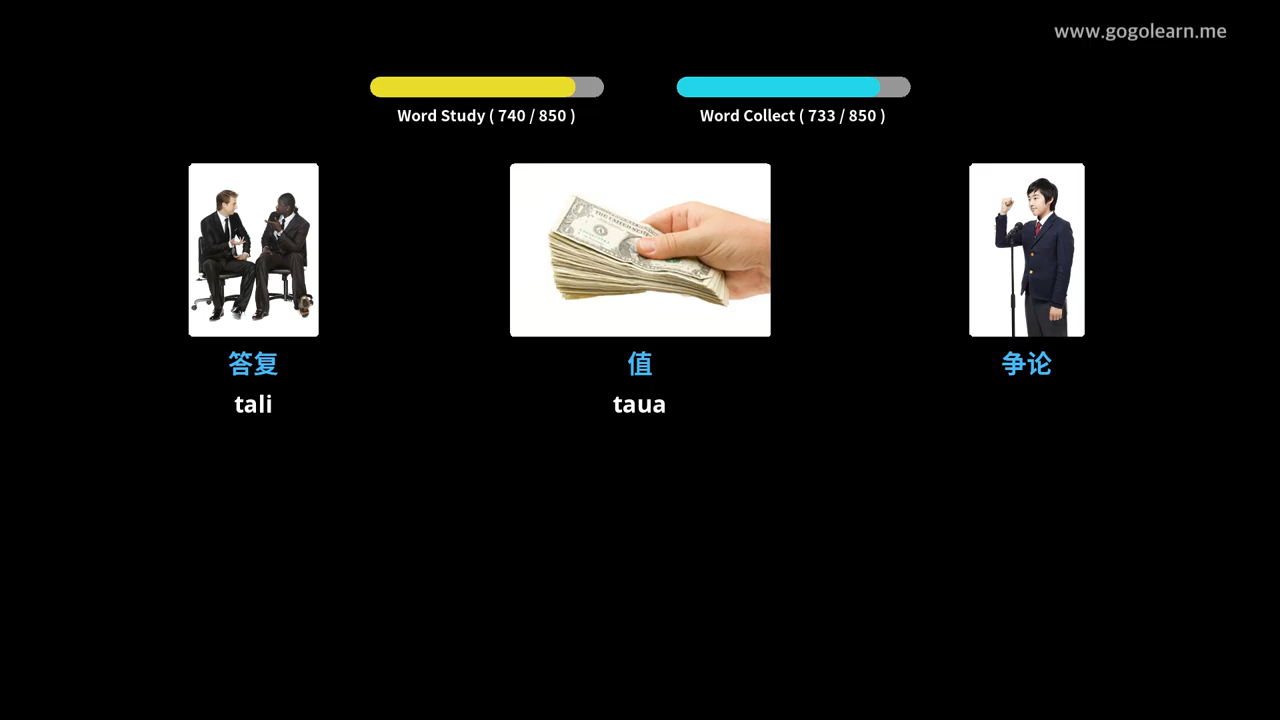 www.gogolearn.me
Word Study ( 740 / 850 )
Word Collect ( 733 / 850 )
答复
值
争论
tali
taua